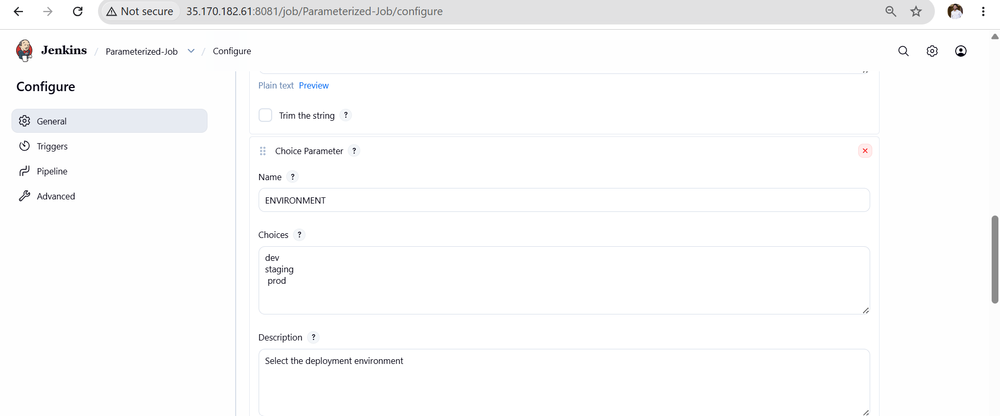 Not secure 35.170.182.61:8081/job/Parameterized-Job/configure
Jenkins / Parameterized-Job / Configure
Configure
General
Triggers
Pipeline
Advanced
Plain text Preview
Trim the string ?
Choice Parameter ?
Name ?
ENVIRONMENT
Choices ?
dev
staging
prod
Description ?
Select the deployment environment